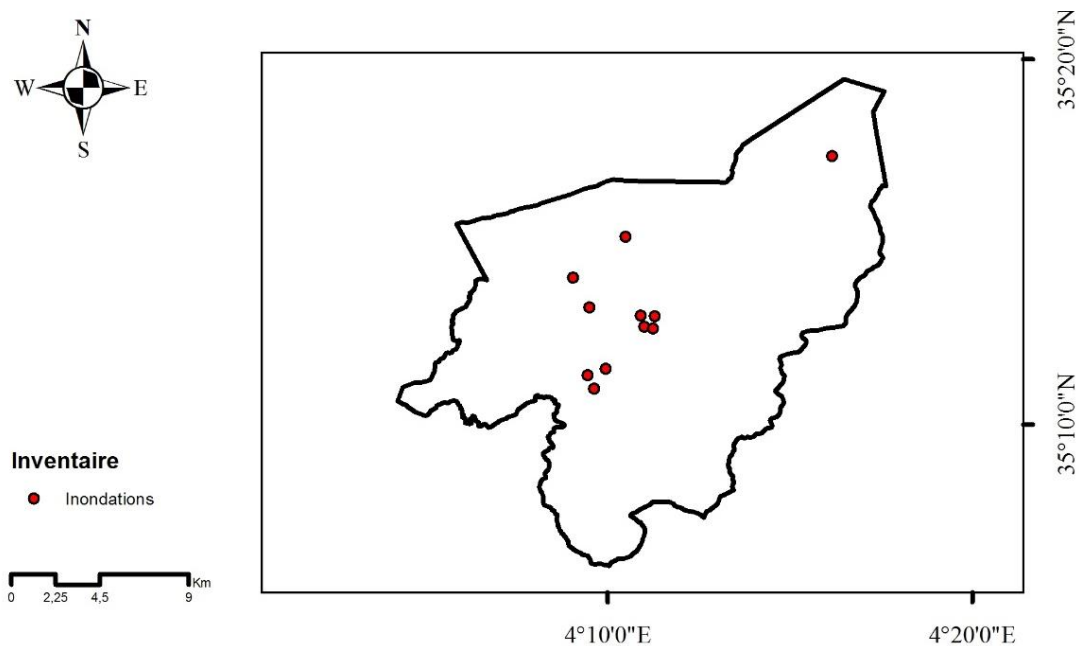 N
W E
S
35°20'0"N
35°10'0"N
Inventaire
Inondations
Km
0 2,25 4,5 9
4°10'0"E 4°20'0"E